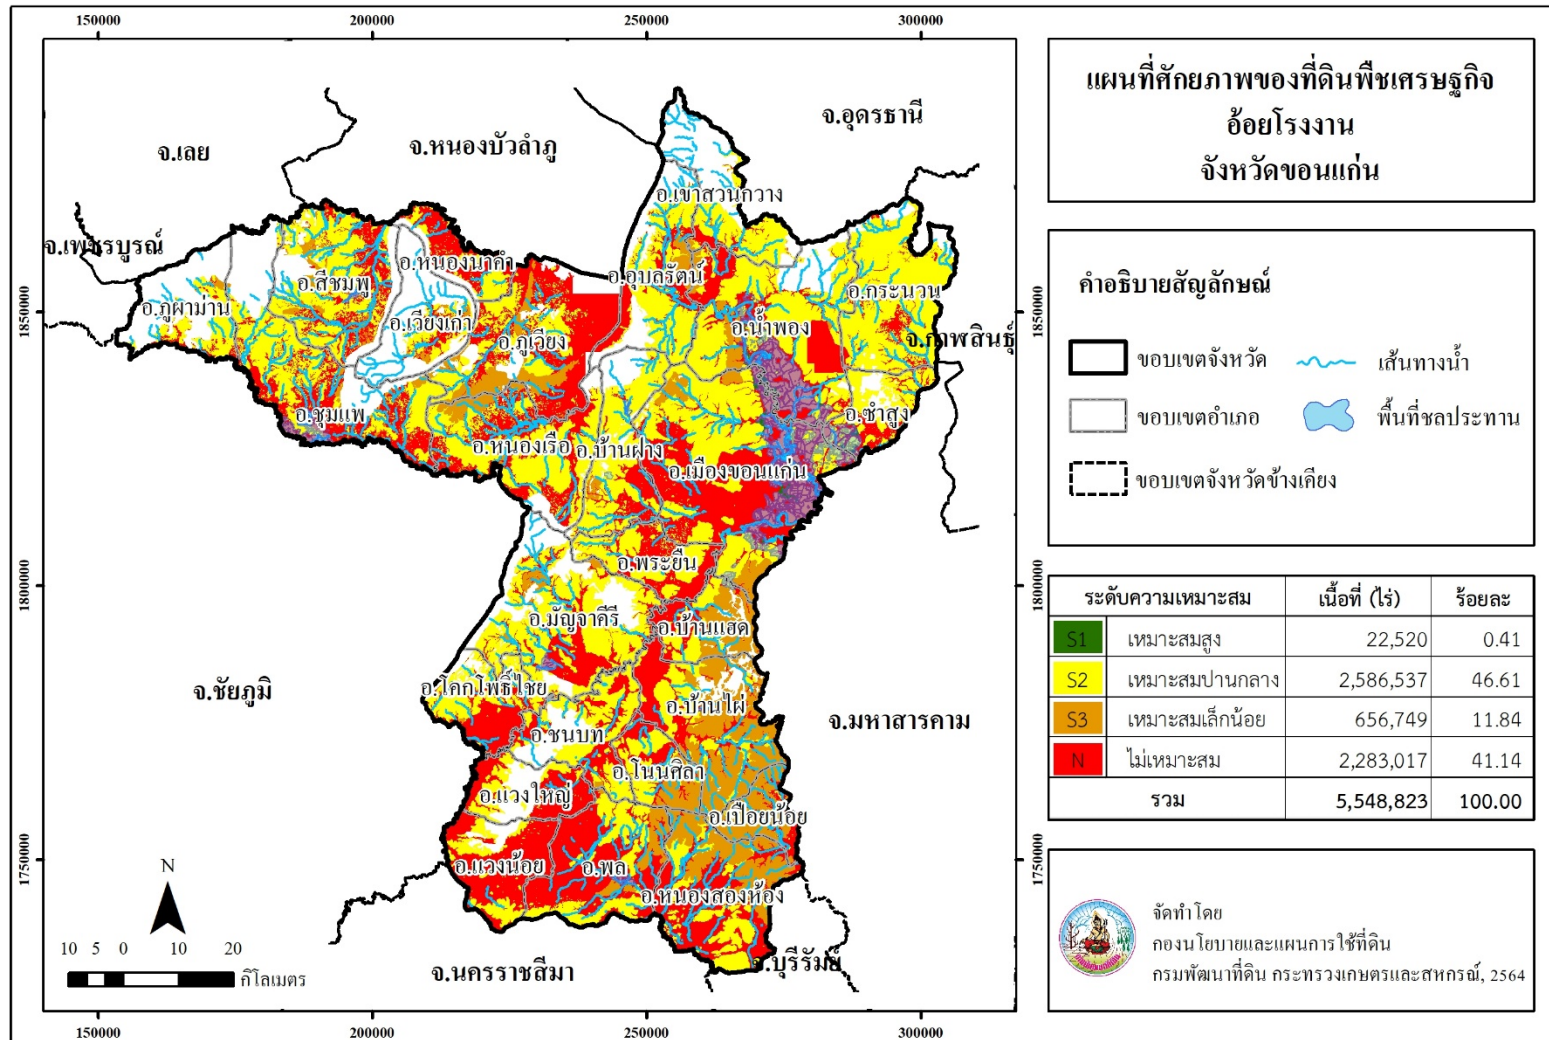 150000 200000 250000 300000
แผนที่ศักยภาพของที่ดินพืชเศรษฐกิจ
อ้อยโรงงาน
จังหวัดขอนแก่น
จ.อุดรธานี
จ.หนองบัวลำภู
จ.เลย
จ.เพชรบูรณ์
อ.เขาสวนกวาง
อ.หนองนาคำ
อ.อุบลรัตน์
อ.สีชมพู
อ.กระนวน
อ.ภูผาม่าน
อ.เวียงเก่า
อ.น้ำพอง
อ.ภูเวียง
จ.กาฬสินธุ์
อ.ชุมแพ
อ.ซำสูง
อ.หนองเรือ
อ.บ้านฝาง
อ.เมืองขอนแก่น
อ.พระยืน
อ.มัญจาคีรี
อ.บ้านแฮด
อ.โคกโพธิ์ไชย
จ.ชัยภูมิ
อ.บ้านไผ่
จ.มหาสารคาม
อ.ชนบท
อ.โนนศิลา
อ.แวงใหญ่
อ.เปือยน้อย
อ.แวงน้อย
อ.พล
อ.หนองสองห้อง
จ.บุรีรัมย์
จ.นครราชสีมา
1850000
1800000
1750000
1850000
1800000
1750000
N
10 5 0 10 20
กิโลเมตร
150000 200000 250000 300000
คำอธิบายสัญลักษณ์
ขอบเขตจังหวัด เส้นทางน้ำ
ขอบเขตอำเภอ พื้นที่ชลประทาน
ขอบเขตจังหวัดข้างเคียง
ระดับความเหมาะสม เนื้อที่ (ไร่) ร้อยละ
S1 เหมาะสมสูง 22,520 0.41
S2 เหมาะสมปานกลาง 2,586,537 46.61
S3 เหมาะสมเล็กน้อย 656,749 11.84
N ไม่เหมาะสม 2,283,017 41.14
รวม 5,548,823 100.00
จัดทำโดย
กองนโยบายและแผนการใช้ที่ดิน
กรมพัฒนาที่ดิน กระทรวงเกษตรและสหกรณ์, 2564